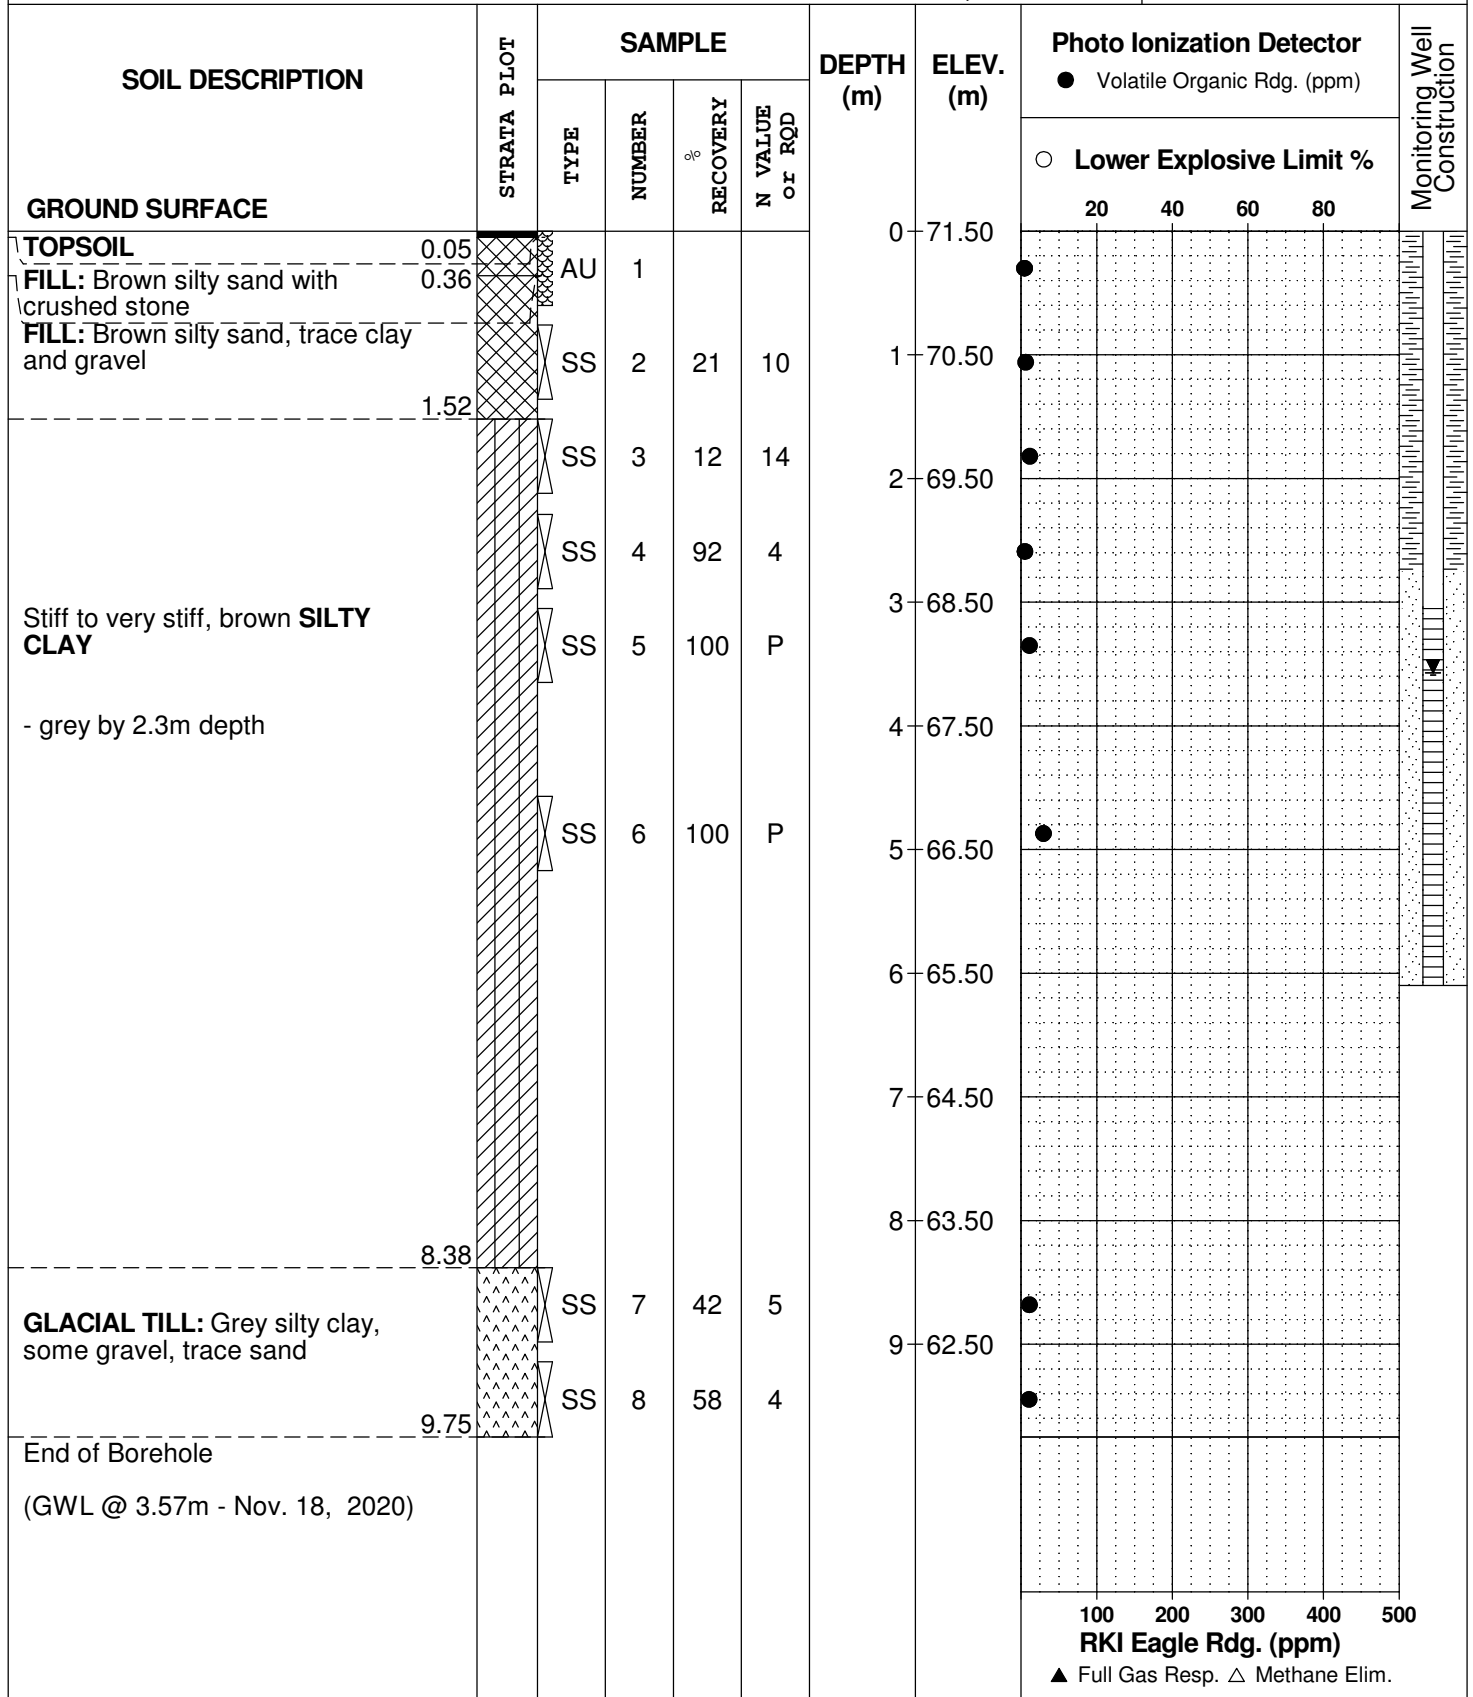 SOIL DESCRIPTION
GROUND SURFACE
STRATA PLOT
SAMPLE
TYPE
NUMBER
%
RECOVERY
N VALUE
or RQD
DEPTH
(m)
ELEV.
(m)
Photo Ionization Detector
● Volatile Organic Rdg. (ppm)
○ Lower Explosive Limit %
20 40 60 80
Monitoring Well
Construction
TOPSOIL 0.05
FILL: Brown silty sand with 0.36
crushed stone
FILL: Brown silty sand, trace clay
and gravel
1.52
Stiff to very stiff, brown SILTY
CLAY
- grey by 2.3m depth
8.38
GLACIAL TILL: Grey silty clay,
some gravel, trace sand
9.75
End of Borehole
(GWL @ 3.57m - Nov. 18, 2020)
AU 1
SS 2 21 10
SS 3 12 14
SS 4 92 4
SS 5 100 P
SS 6 100 P
SS 7 42 5
SS 8 58 4
0 71.50
1 70.50
2 69.50
3 68.50
4 67.50
5 66.50
6 65.50
7 64.50
8 63.50
9 62.50
100 200 300 400 500
RKI Eagle Rdg. (ppm)
▲ Full Gas Resp. △ Methane Elim.